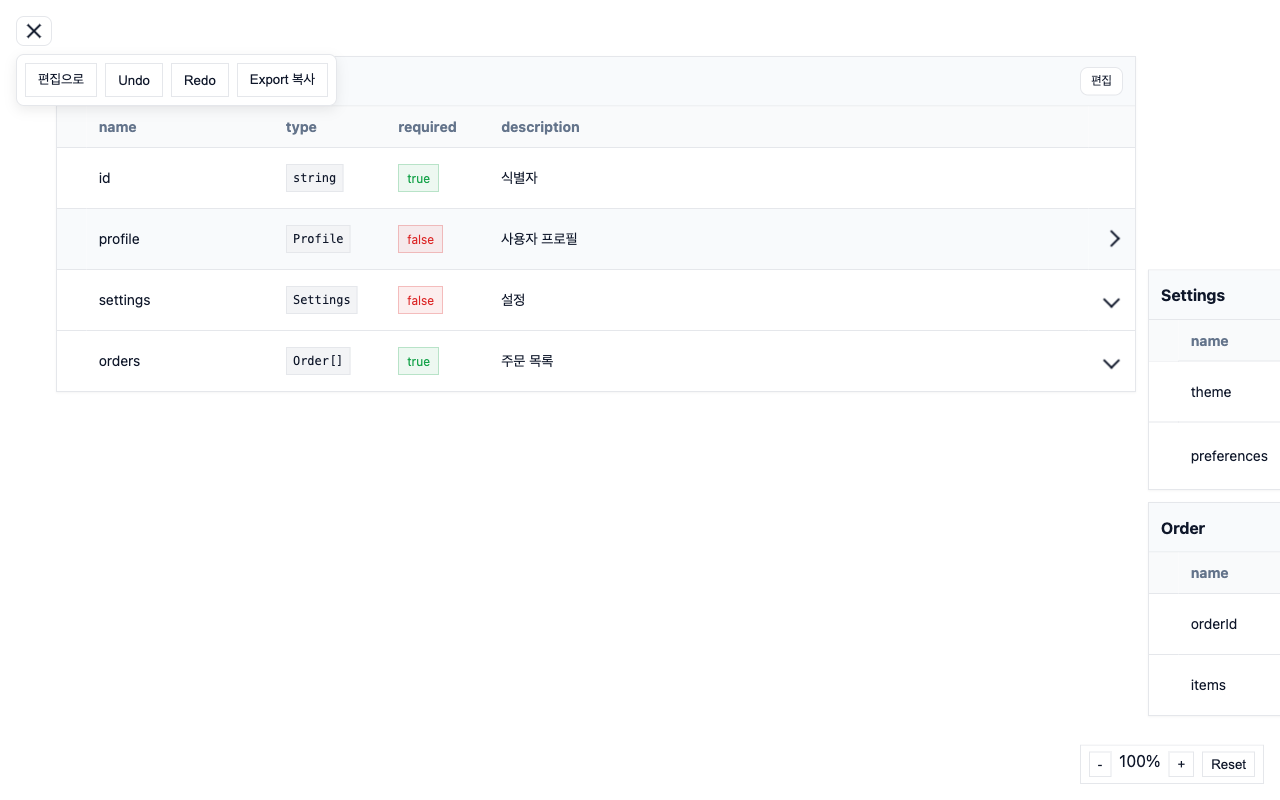 편집으로 Undo Redo Export 복사
편집
name type required description
id string true 식별자
profile Profile false 사용자 프로필
settings Settings false 설정
orders Order[] true 주문 목록
Settings
name
theme
preferences
Order
name
orderId
items
- 100% + Reset